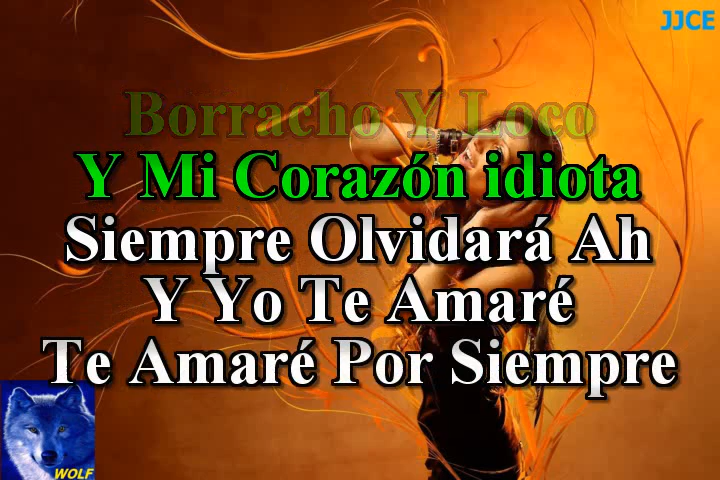 JJCE
Borracho Y Loco
Y Mi Corazón idiota
Siempre Olvidará Ah
Y Yo Te Amaré
Te Amaré Por Siempre
WOLF